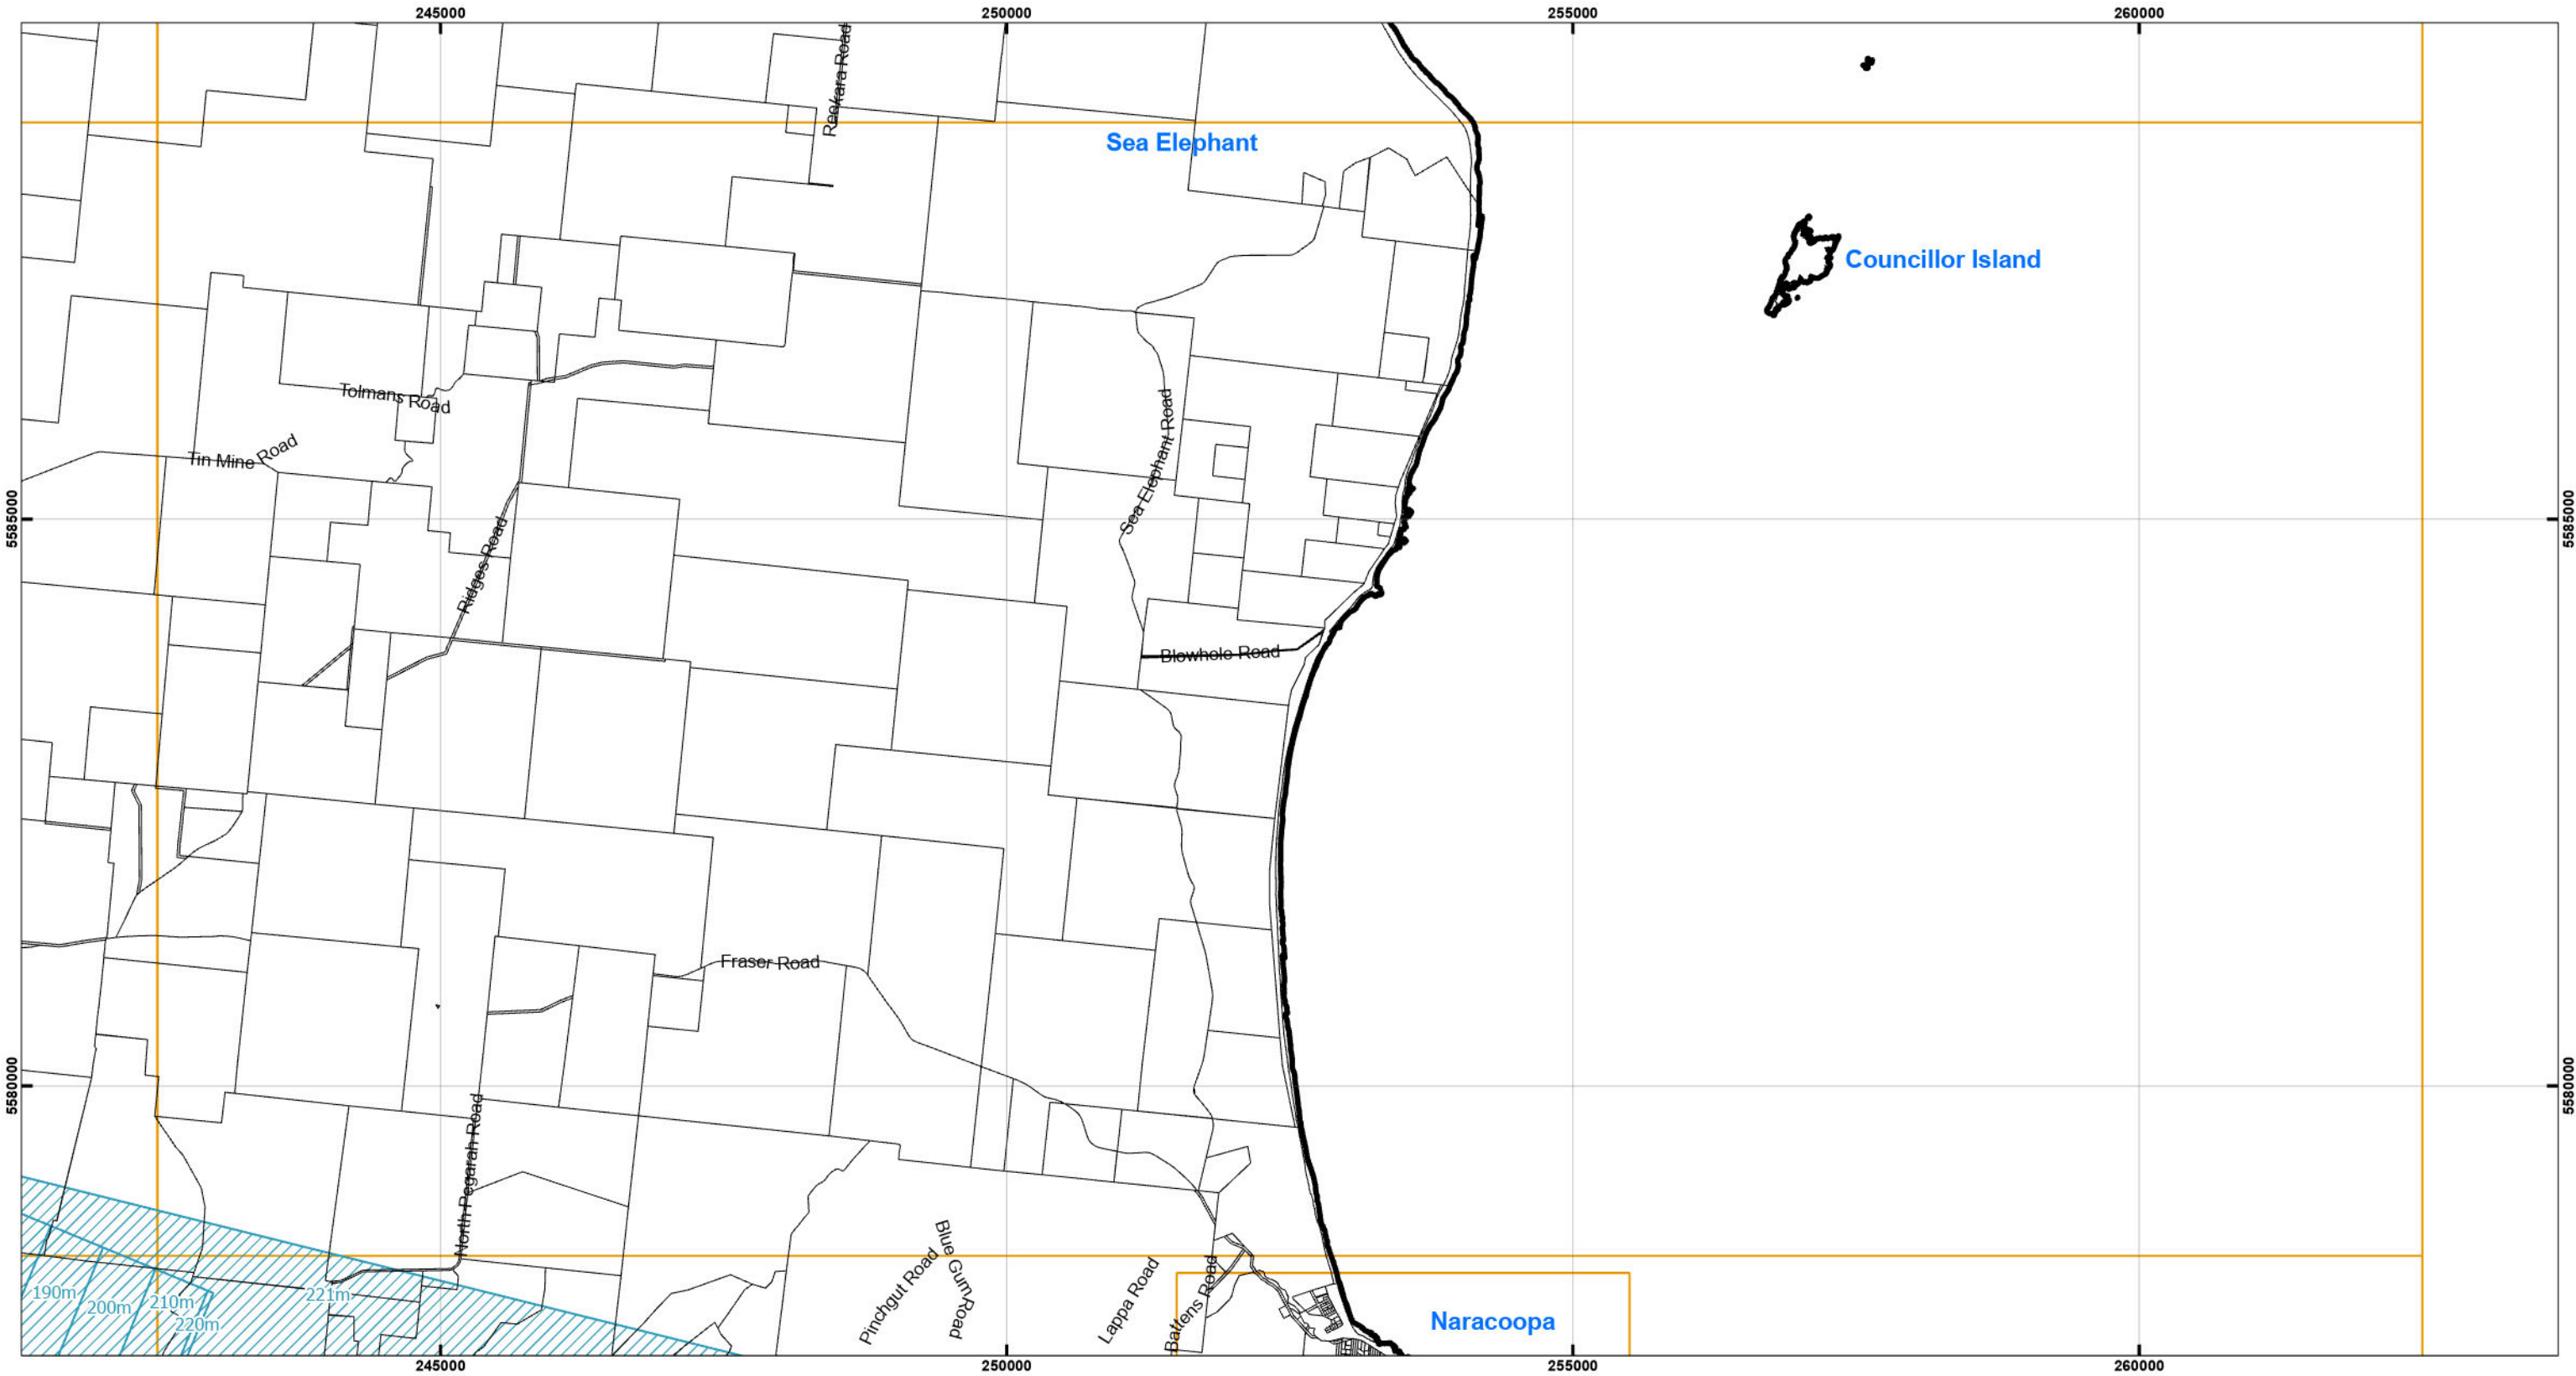 245000
250000
255000
260000
Reekara Road
Sea Elephant
Councillor Island
Tolmans Road
Tin Mine Road
Sea Elephant Road
5585000
5585000
Ridges Road
Blowhole Road
Fraser Road
5580000
5580000
North Pegarah Road
Pinchgut Road
Blue Gum Road
Lappa Road
Battens Road
190m
200m
210m
220m
221m
Naracoopa
245000
250000
255000
260000